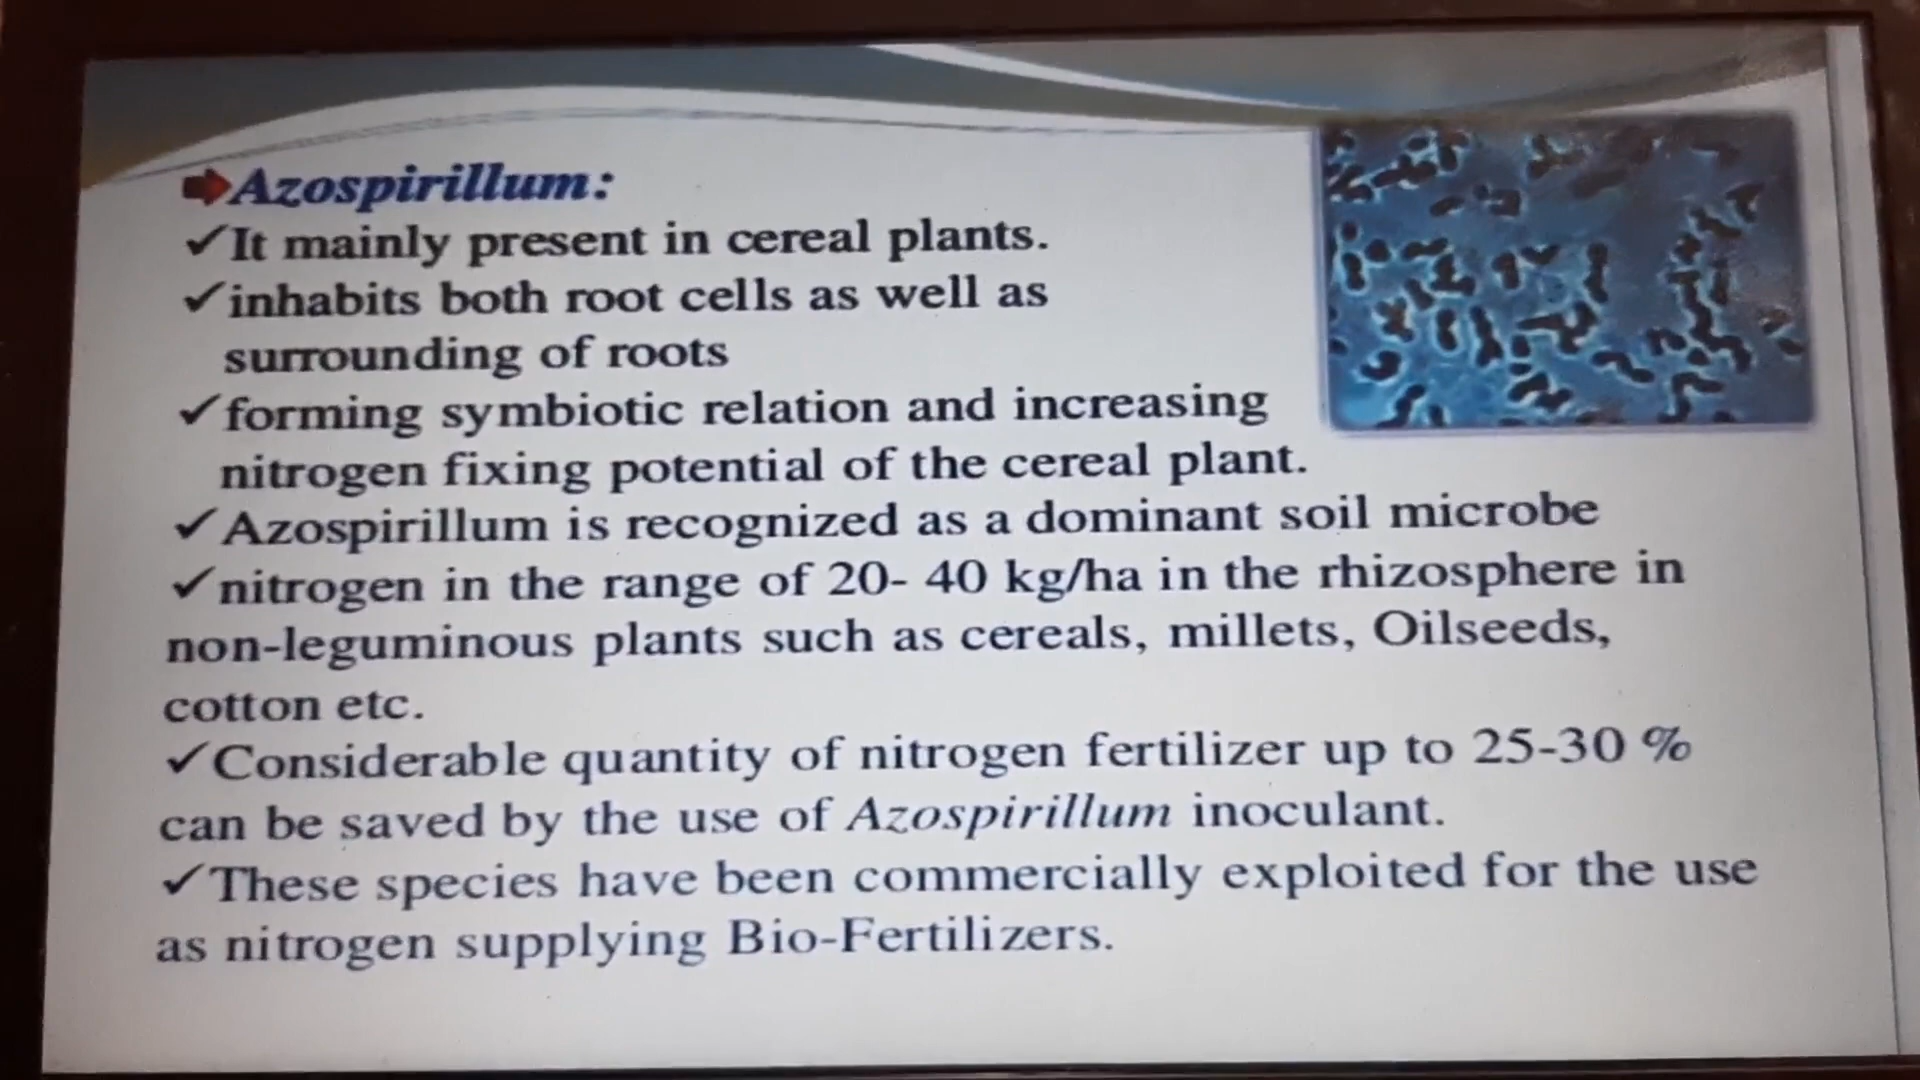 Azospirillum:
✓It mainly present in cereal plants.
✓inhabits both root cells as well as
surrounding of roots
✓forming symbiotic relation and increasing
nitrogen fixing potential of the cereal plant.
✓Azospirillum is recognized as a dominant soil microbe
✓nitrogen in the range of 20- 40 kg/ha in the rhizosphere in
non-leguminous plants such as cereals, millets, Oilseeds,
cotton etc.
✓Considerable quantity of nitrogen fertilizer up to 25-30 %
can be saved by the use of Azospirillum inoculant.
✓These species have been commercially exploited for the use
as nitrogen supplying Bio-Fertilizers.